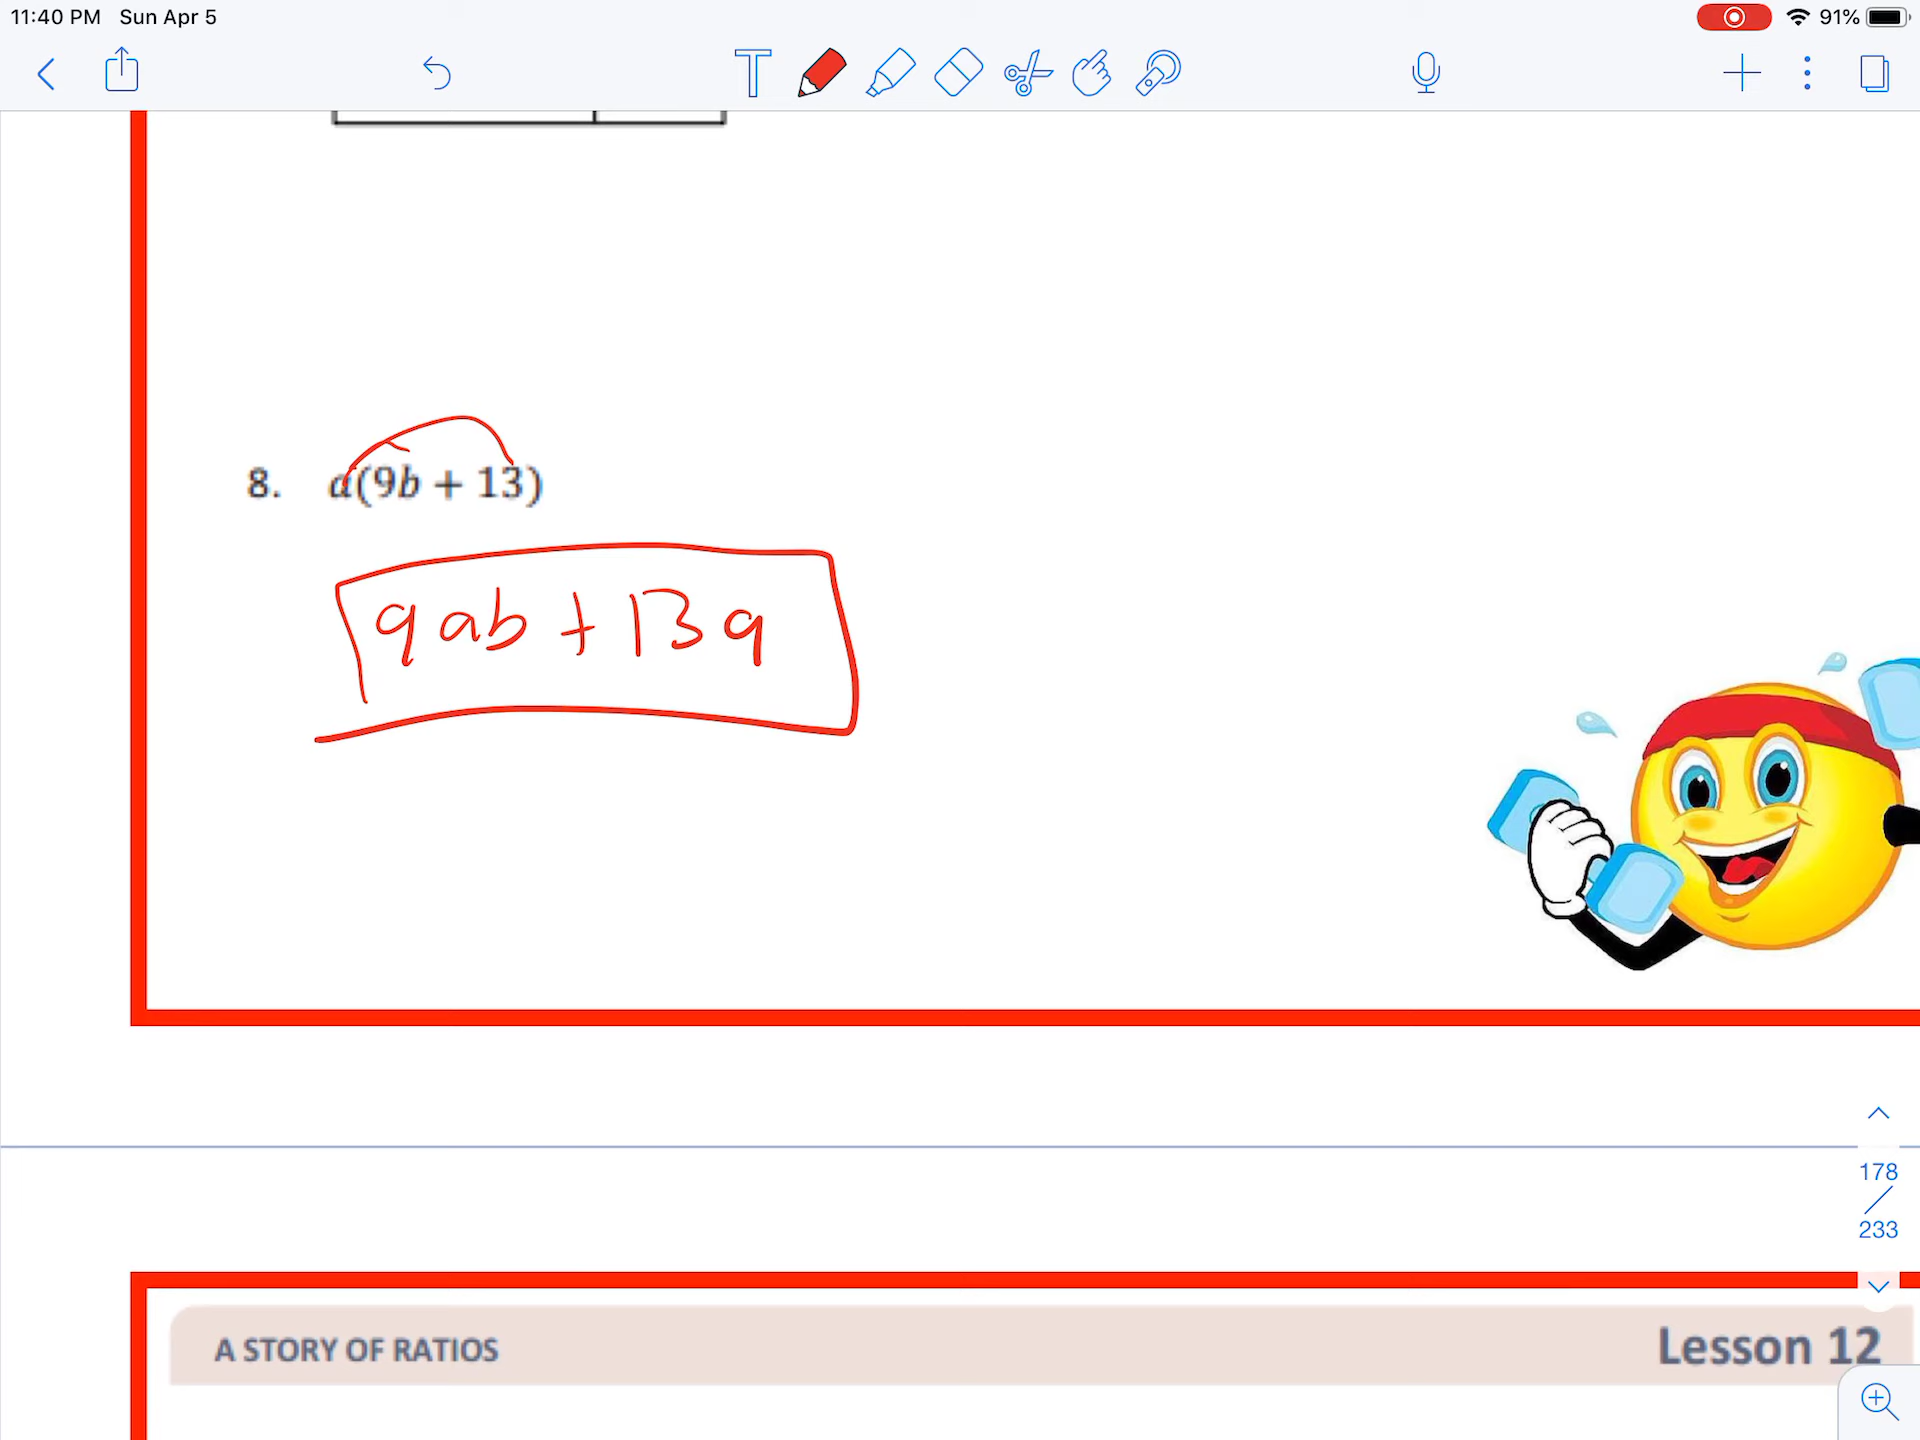 11:40 PM Sun Apr 5
91%
T
8. a(9b + 13)
9ab + 13a
178
233
A STORY OF RATIOS
Lesson 12